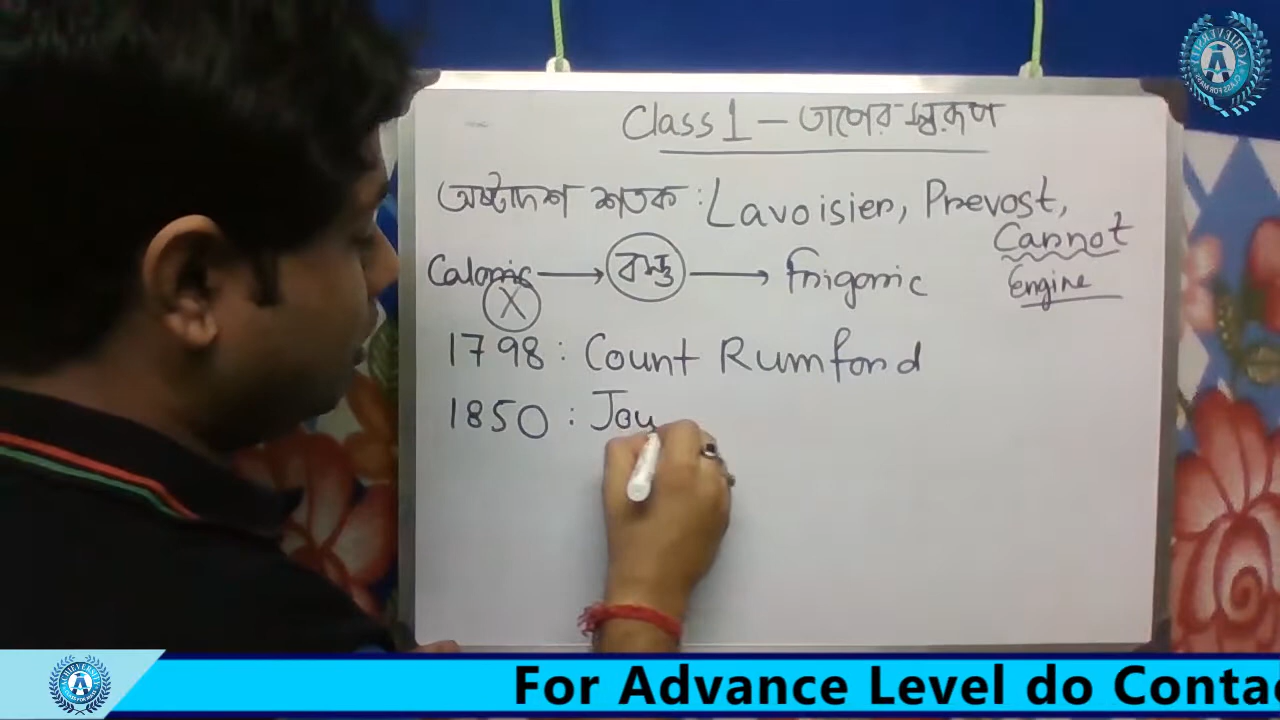 Class 1 – তাপের স্বরূপ
অষ্টাদশ শতক : Lavoisier, Prevost,
Carnot
Engine
Caloric → বস্তু → Frigoric
X
1798 : Count Rumford
1850 : Jou
For Advance Level do Contac